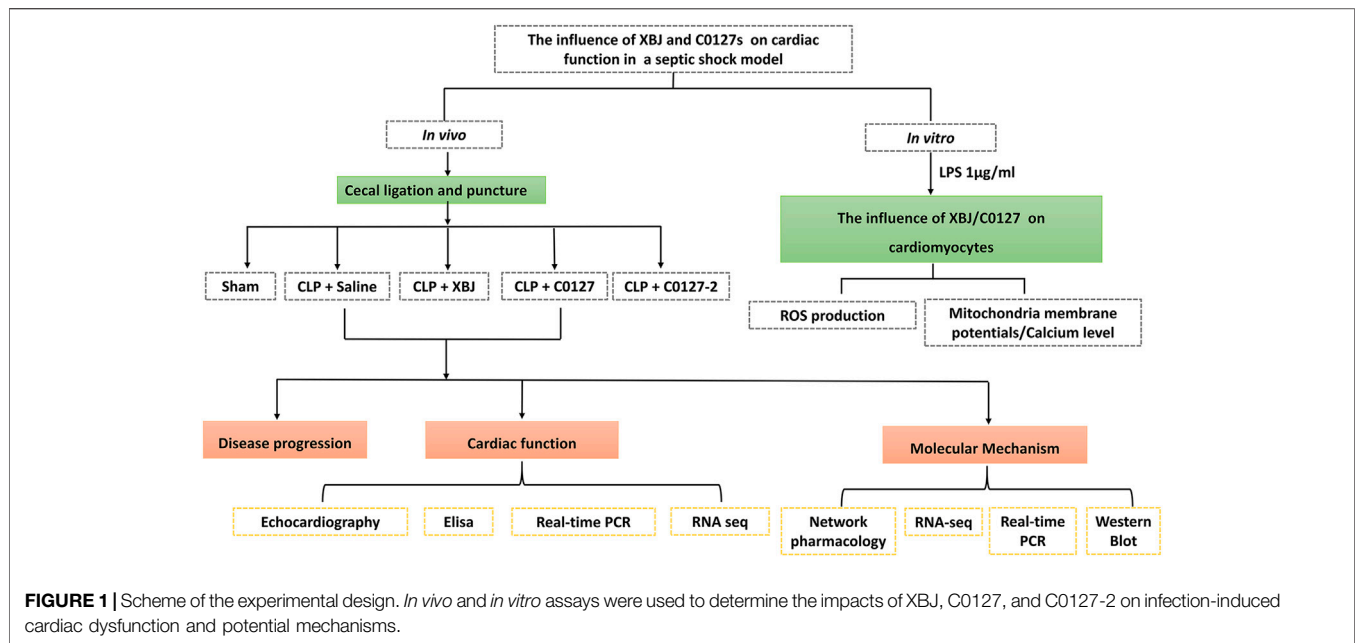 The influence of XBJ and C0127s on cardiac
function in a septic shock model
In vivo
In vitro
LPS 1µg/ml
Cecal ligation and puncture
The influence of XBJ/C0127 on
cardiomyocytes
Sham
CLP + Saline
CLP + XBJ
CLP + C0127
CLP + C0127-2
ROS production
Mitochondria membrane
potentials/Calcium level
Disease progression
Cardiac function
Molecular Mechanism
Echocardiography
Elisa
Real-time PCR
RNA seq
Network
pharmacology
RNA-seq
Real-time
PCR
Western
Blot
FIGURE 1 | Scheme of the experimental design. In vivo and in vitro assays were used to determine the impacts of XBJ, C0127, and C0127-2 on infection-induced
cardiac dysfunction and potential mechanisms.